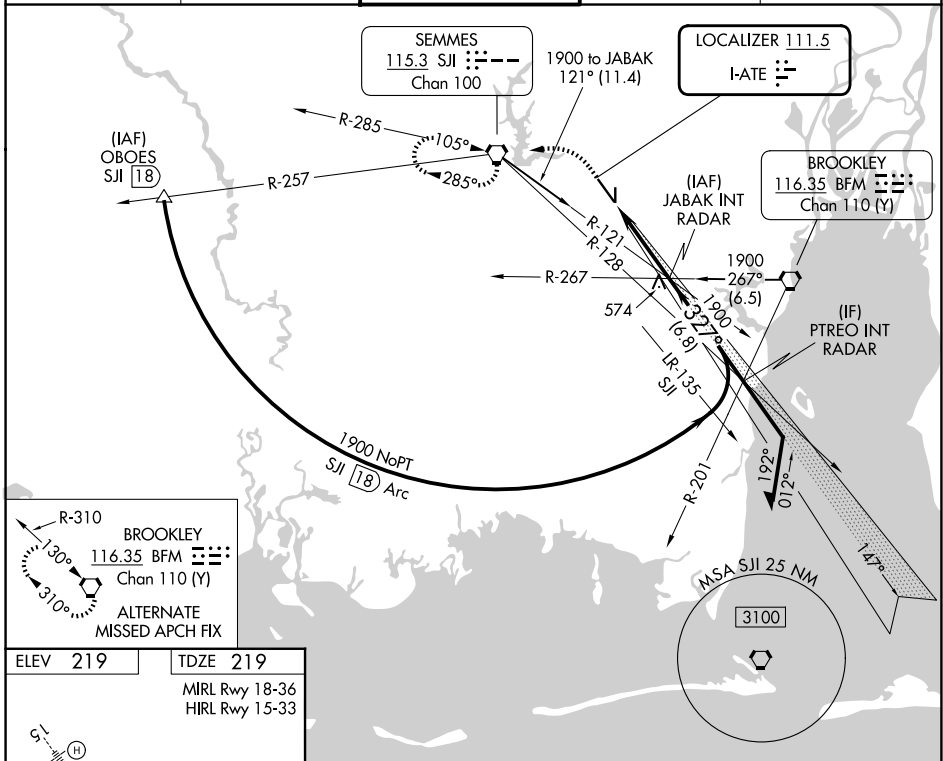 SEMMES
115.3 SJI
Chan 100
1900 to JABAK
121° (11.4)
LOCALIZER 111.5
I-ATE
R-285
105°
285°
(IAF)
OBOES
SJI 18
R-257
BROOKLEY
116.35 BFM
Chan 110 (Y)
(IAF)
JABAK INT
RADAR
R-121
R-128
R-267
1900
267°
(6.5)
574
1900
327°
(6.8)
(IF)
PTREO INT
RADAR
LR-135
SJI
1900 NoPT
SJI 18 Arc
R-201
192°
012°
147°
R-310
130°
310°
BROOKLEY
116.35 BFM
Chan 110 (Y)
ALTERNATE
MISSED APCH FIX
MSA SJI 25 NM
3100
ELEV 219
TDZE 219
MIRL Rwy 18-36
HIRL Rwy 15-33
15
H